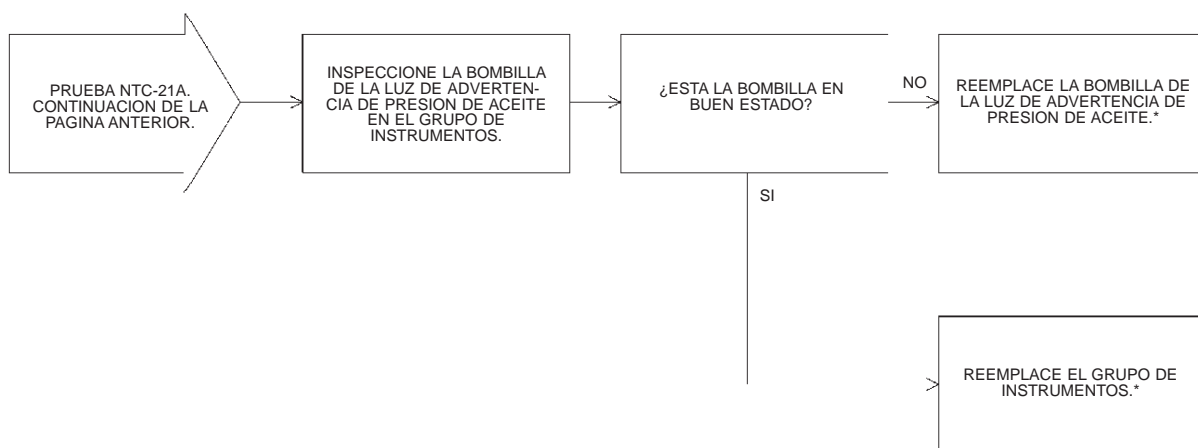 PRUEBA NTC-21A.
CONTINUACION DE LA
PAGINA ANTERIOR.
INSPECCIONE LA BOMBILLA
DE LA LUZ DE ADVERTEN-
CIA DE PRESION DE ACEITE
EN EL GRUPO DE
INSTRUMENTOS.
¿ESTA LA BOMBILLA EN
BUEN ESTADO?
NO
REEMPLACE LA BOMBILLA DE
LA LUZ DE ADVERTENCIA DE
PRESION DE ACEITE.*
SI
REEMPLACE EL GRUPO DE
INSTRUMENTOS.*